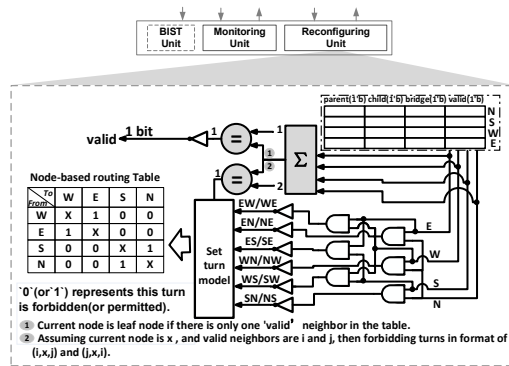 BIST Unit
Monitoring Unit
Reconfiguring Unit
parent(1'b) child(1'b) bridge(1'b) valid(1'b)
N
S
W
E
valid
1 bit
1
=
1
1
2
Σ
1
=
2
Node-based routing Table
To
From
W E S N
W X 1 0 0
E 1 X 0 0
S 0 0 X 1
N 0 0 1 X
Set turn model
EW/WE
EN/NE
ES/SE
WN/NW
WS/SW
SN/NS
E
W
S
N
`0`(or`1`) represents this turn
is forbidden(or permitted).
1 Current node is leaf node if there is only one 'valid' neighbor in the table.
2 Assuming current node is x , and valid neighbors are i and j, then forbidding turns in format of
(i,x,j) and (j,x,i).